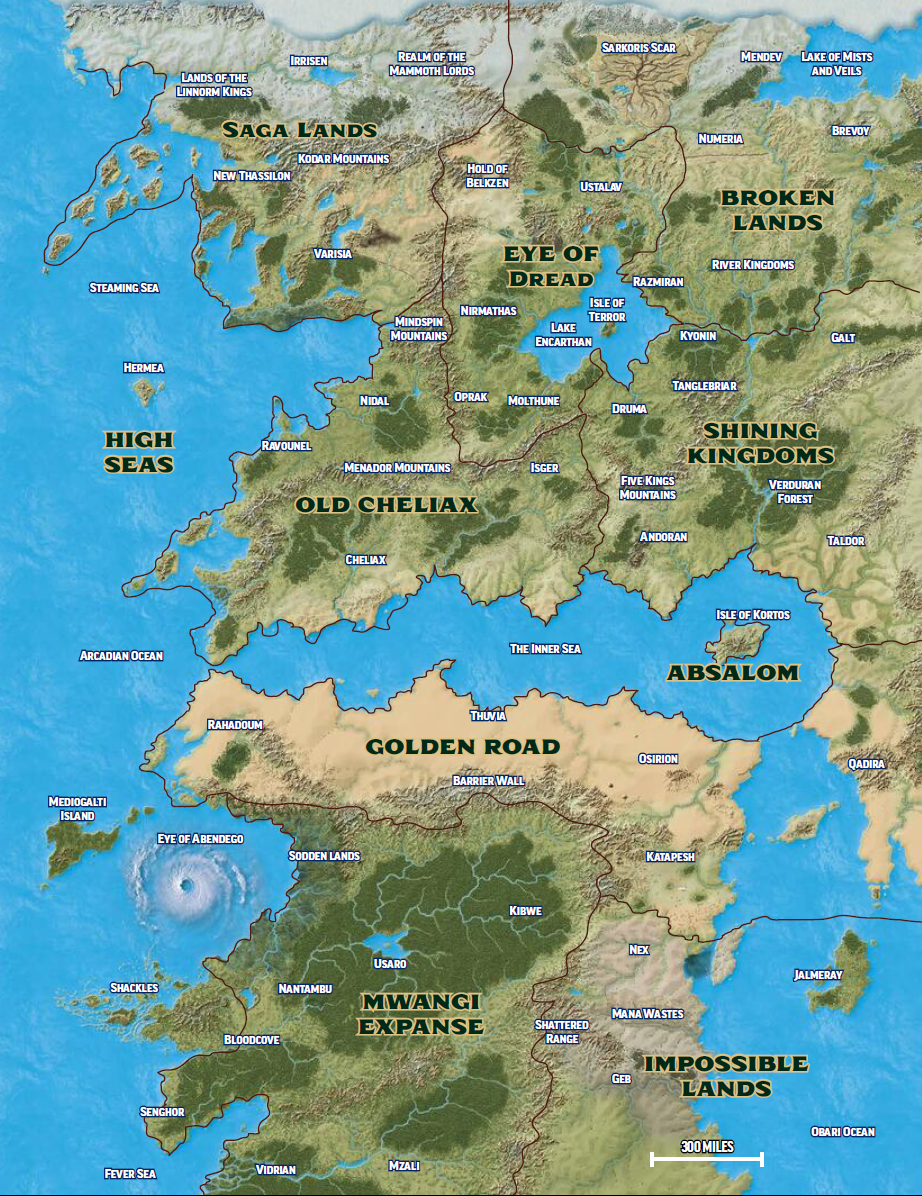 SARKORIS SCAR
IRRISEN
REALM OF THE
MAMMOTH LORDS
MENDEV
LAKE OF MISTS
AND VEILS
LANDS OF THE
LINNORM KINGS
SAGA LANDS
BREVOY
NUMERIA
KODAR MOUNTAINS
NEW THASSILON
HOLD OF
BELKZEN
USTALAV
BROKEN
LANDS
VARISIA
EYE OF
DREAD
RIVER KINGDOMS
STEAMING SEA
RAZMIRAN
ISLE OF
TERROR
NIRMATHAS
MINDSPIN
MOUNTAINS
LAKE
ENCARTHAN
KYONIN
GALT
HERMEA
TANGLEBRIAR
NIDAL
OPRAK
MOLTHUNE
DRUMA
HIGH
SEAS
RAVOUNEL
SHINING
KINGDOMS
MENADOR MOUNTAINS
ISGER
FIVE KINGS
MOUNTAINS
VERDURAN
FOREST
OLD CHELIAX
ANDORAN
TALDOR
CHELIAX
ISLE OF KORTOS
ARCADIAN OCEAN
THE INNER SEA
ABSALOM
RAHADOUM
THUVIA
GOLDEN ROAD
OSIRION
QADIRA
BARRIER WALL
MEDIOGALTI
ISLAND
EYE OF ABENDEGO
SODDEN LANDS
KATAPESH
KIBWE
NEX
USARO
JALMERAY
SHACKLES
NANTAMBU
MWANGI
EXPANSE
MANA WASTES
SHATTERED
RANGE
BLOODCOVE
IMPOSSIBLE
LANDS
GEB
SENGHOR
OBARI OCEAN
300 MILES
FEVER SEA
VIDRIAN
MZALI